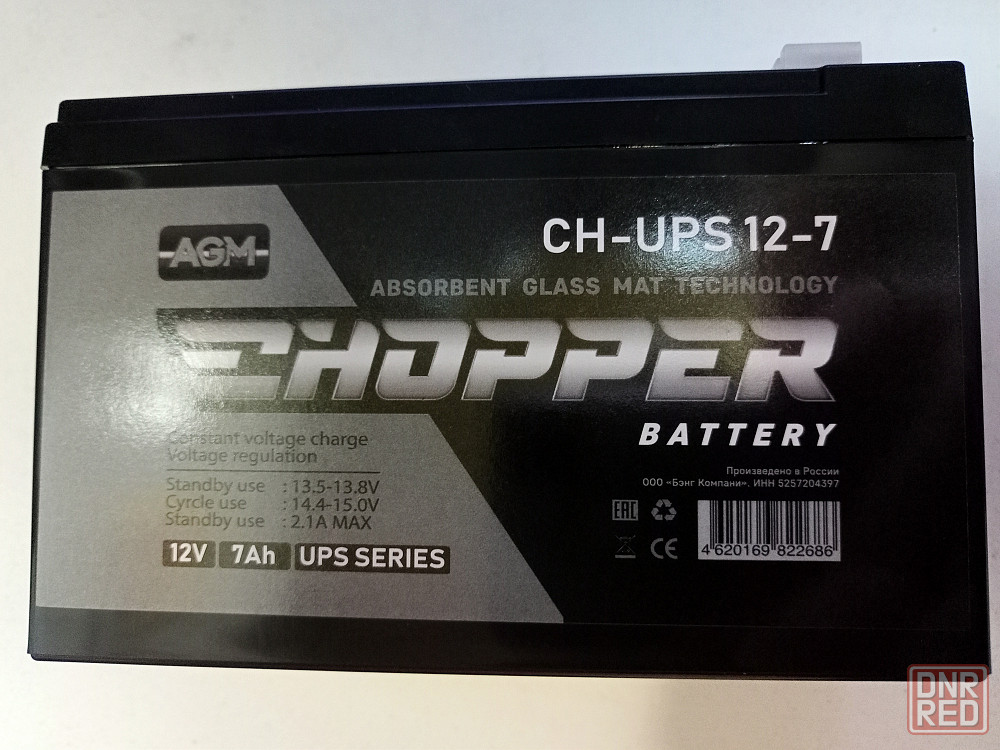 AGM
CH-UPS 12-7
ABSORBENT GLASS MAT TECHNOLOGY
CHOPPER
BATTERY
Constant voltage charge
Voltage regulation
Standby use : 13.5-13.8V
Cyrcle use : 14.4-15.0V
Standby use : 2.1A MAX
12V 7Ah UPS SERIES
Произведено в России
ООО «Бэнг Компани». ИНН 5257204397
EAC
CE
4 620169 822686
DNR
RED